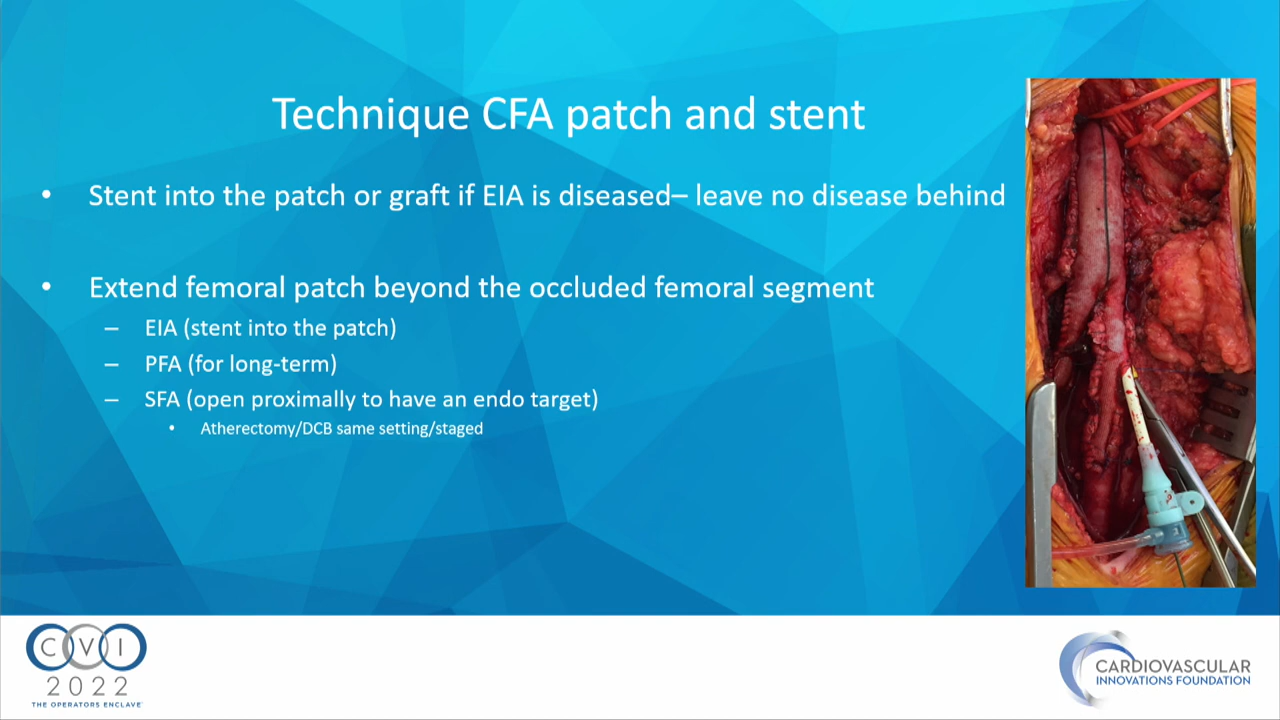 Technique CFA patch and stent
• Stent into the patch or graft if EIA is diseased– leave no disease behind
• Extend femoral patch beyond the occluded femoral segment
– EIA (stent into the patch)
– PFA (for long-term)
– SFA (open proximally to have an endo target)
• Atherectomy/DCB same setting/staged
CVI
2022
THE OPERATORS ENCLAVE
CARDIOVASCULAR
INNOVATIONS FOUNDATION